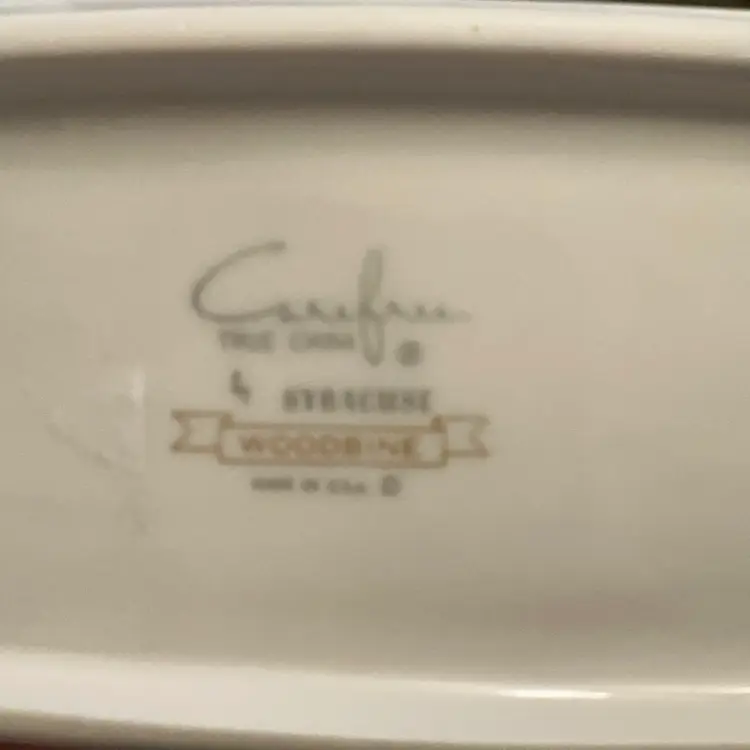 Carefree
TRUE CHINA ®
by SYRACUSE
WOODBINE
MADE IN U.S.A. ©